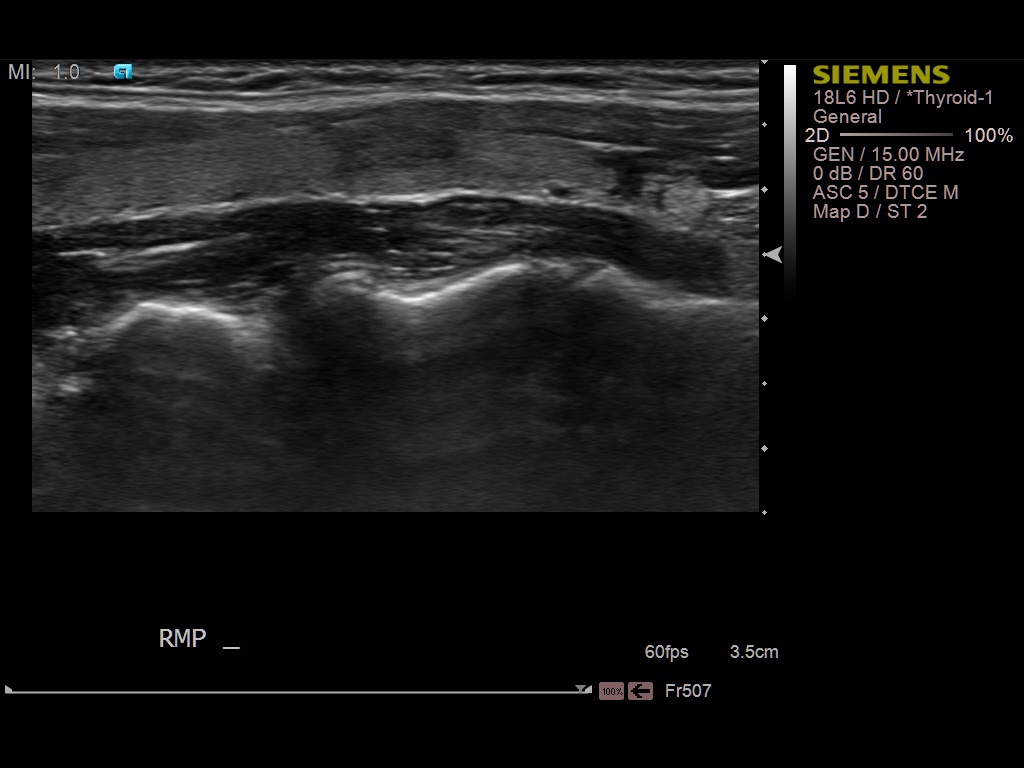 MI: 1.0
SIEMENS
18L6 HD / *Thyroid-1
General
2D 100%
GEN / 15.00 MHz
0 dB / DR 60
ASC 5 / DTCE M
Map D / ST 2
RMP _
60fps 3.5cm
100% Fr507